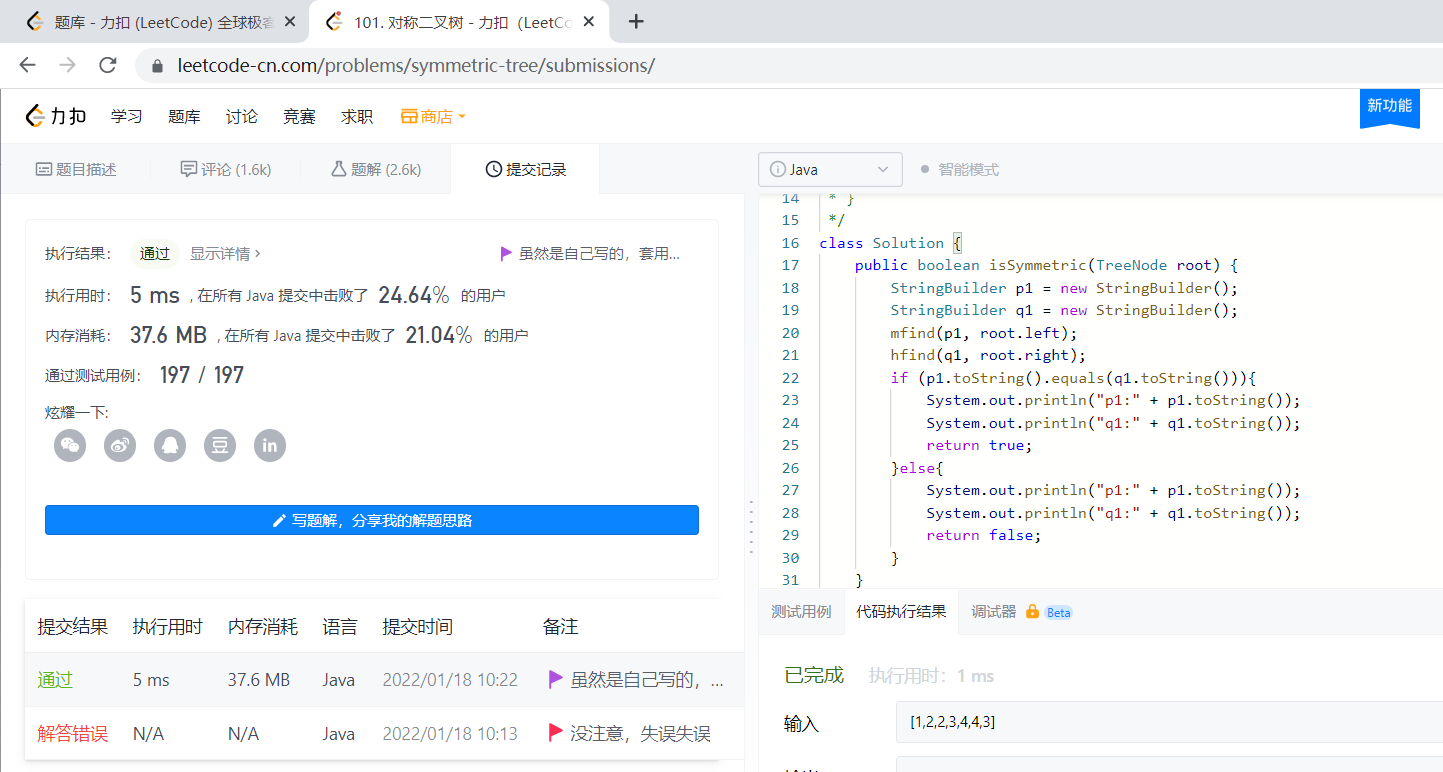 题库 - 力扣 (LeetCode) 全球极客
101. 对称二叉树 - 力扣（LeetCo
leetcode-cn.com/problems/symmetric-tree/submissions/
力扣 学习 题库 讨论 竞赛 求职 商店 新功能
题目描述 评论 (1.6k) 题解 (2.6k) 提交记录
执行结果： 通过 显示详情 › 虽然是自己写的，套用...
执行用时： 5 ms , 在所有 Java 提交中击败了 24.64% 的用户
内存消耗： 37.6 MB , 在所有 Java 提交中击败了 21.04% 的用户
通过测试用例： 197 / 197
炫耀一下:
豆 in
写题解，分享我的解题思路
提交结果 执行用时 内存消耗 语言 提交时间 备注
通过 5 ms 37.6 MB Java 2022/01/18 10:22 虽然是自己写的，...
解答错误 N/A N/A Java 2022/01/18 10:13 没注意，失误失误
Java 智能模式
14 * }
15 */
16 class Solution {
17 public boolean isSymmetric(TreeNode root) {
18 StringBuilder p1 = new StringBuilder();
19 StringBuilder q1 = new StringBuilder();
20 mfind(p1, root.left);
21 hfind(q1, root.right);
22 if (p1.toString().equals(q1.toString())){
23 System.out.println("p1:" + p1.toString());
24 System.out.println("q1:" + q1.toString());
25 return true;
26 }else{
27 System.out.println("p1:" + p1.toString());
28 System.out.println("q1:" + q1.toString());
29 return false;
30 }
31 }
测试用例 代码执行结果 调试器 Beta
已完成 执行用时：1 ms
输入 [1,2,2,3,4,4,3]